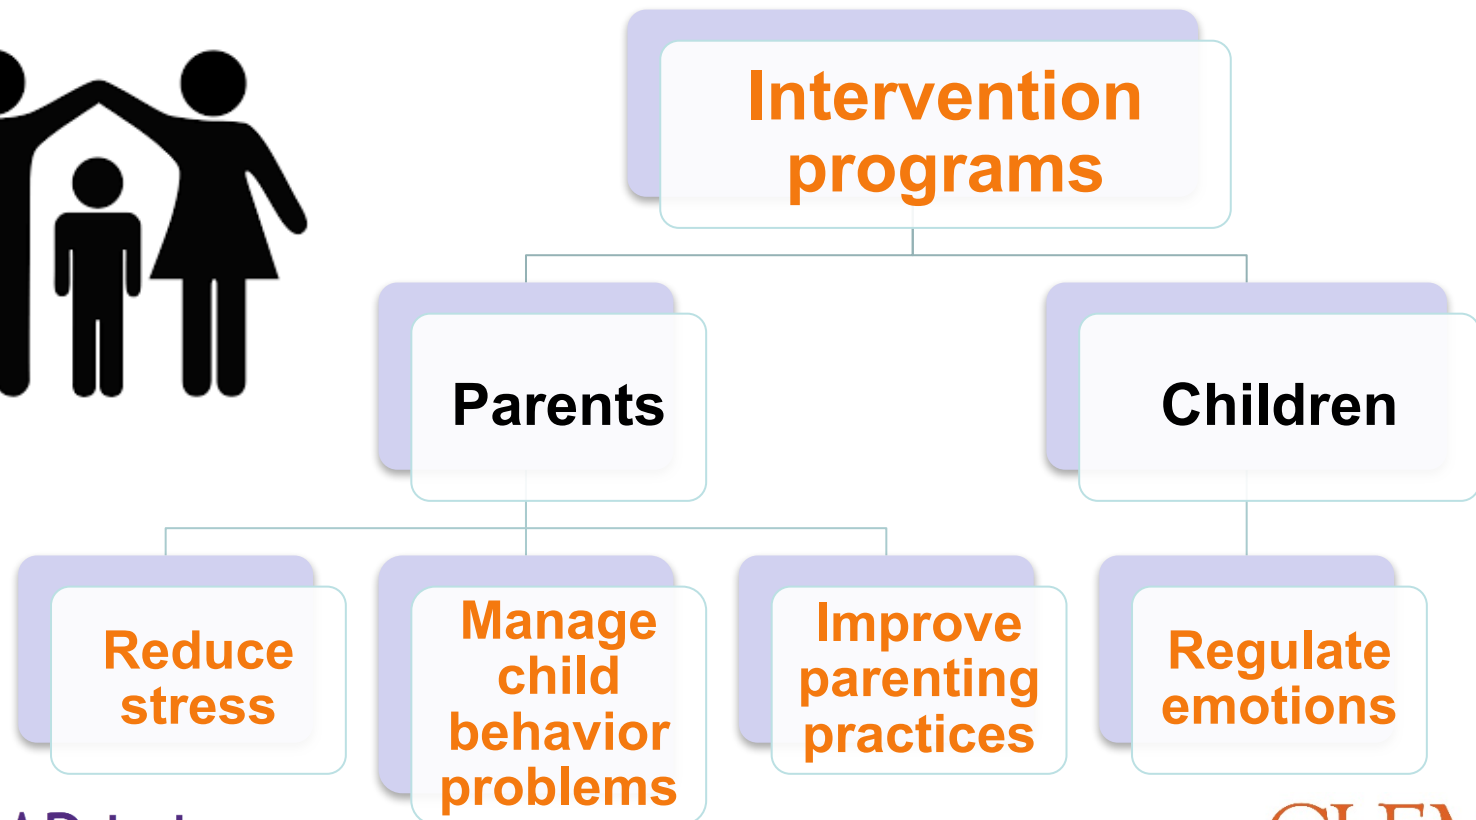 Intervention
programs
Parents
Children
Reduce
stress
Manage
child
behavior
problems
Improve
parenting
practices
Regulate
emotions